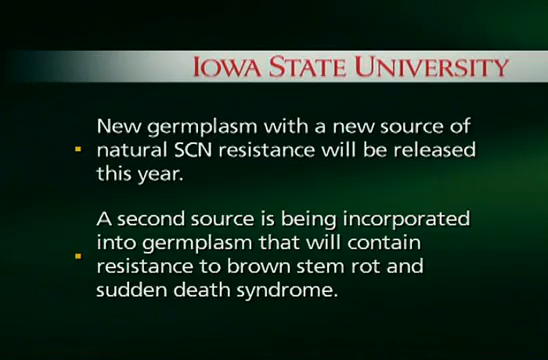 IOWA STATE UNIVERSITY
New germplasm with a new source of
natural SCN resistance will be released
this year.
A second source is being incorporated
into germplasm that will contain
resistance to brown stem rot and
sudden death syndrome.